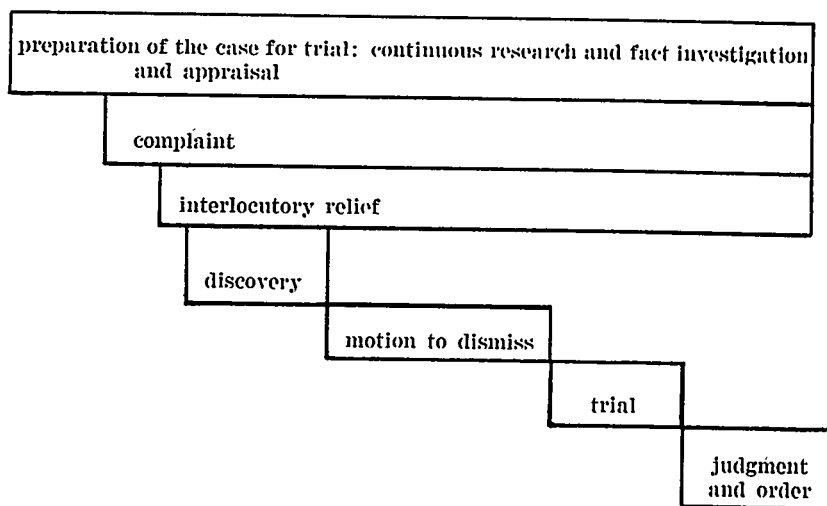 preparation of the case for trial: continuous research and fact investigation
and appraisal
complaint
interlocutory relief
discovery
motion to dismiss
trial
judgment
and order